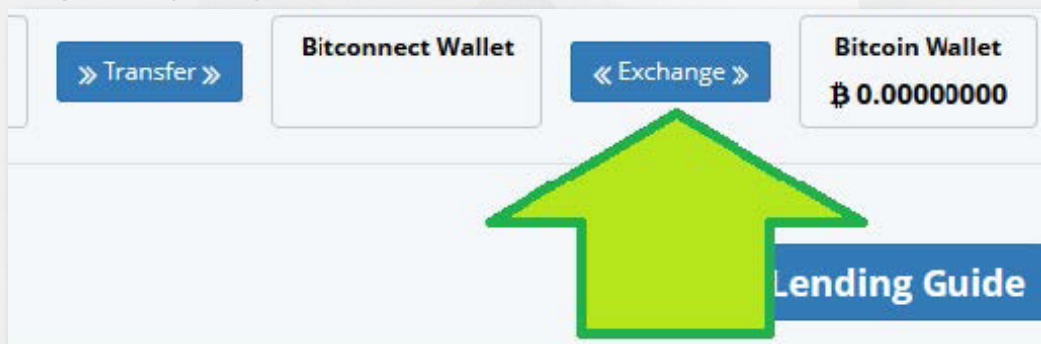 » Transfer »
Bitconnect Wallet
« Exchange »
Bitcoin Wallet
₿ 0.00000000
Lending Guide